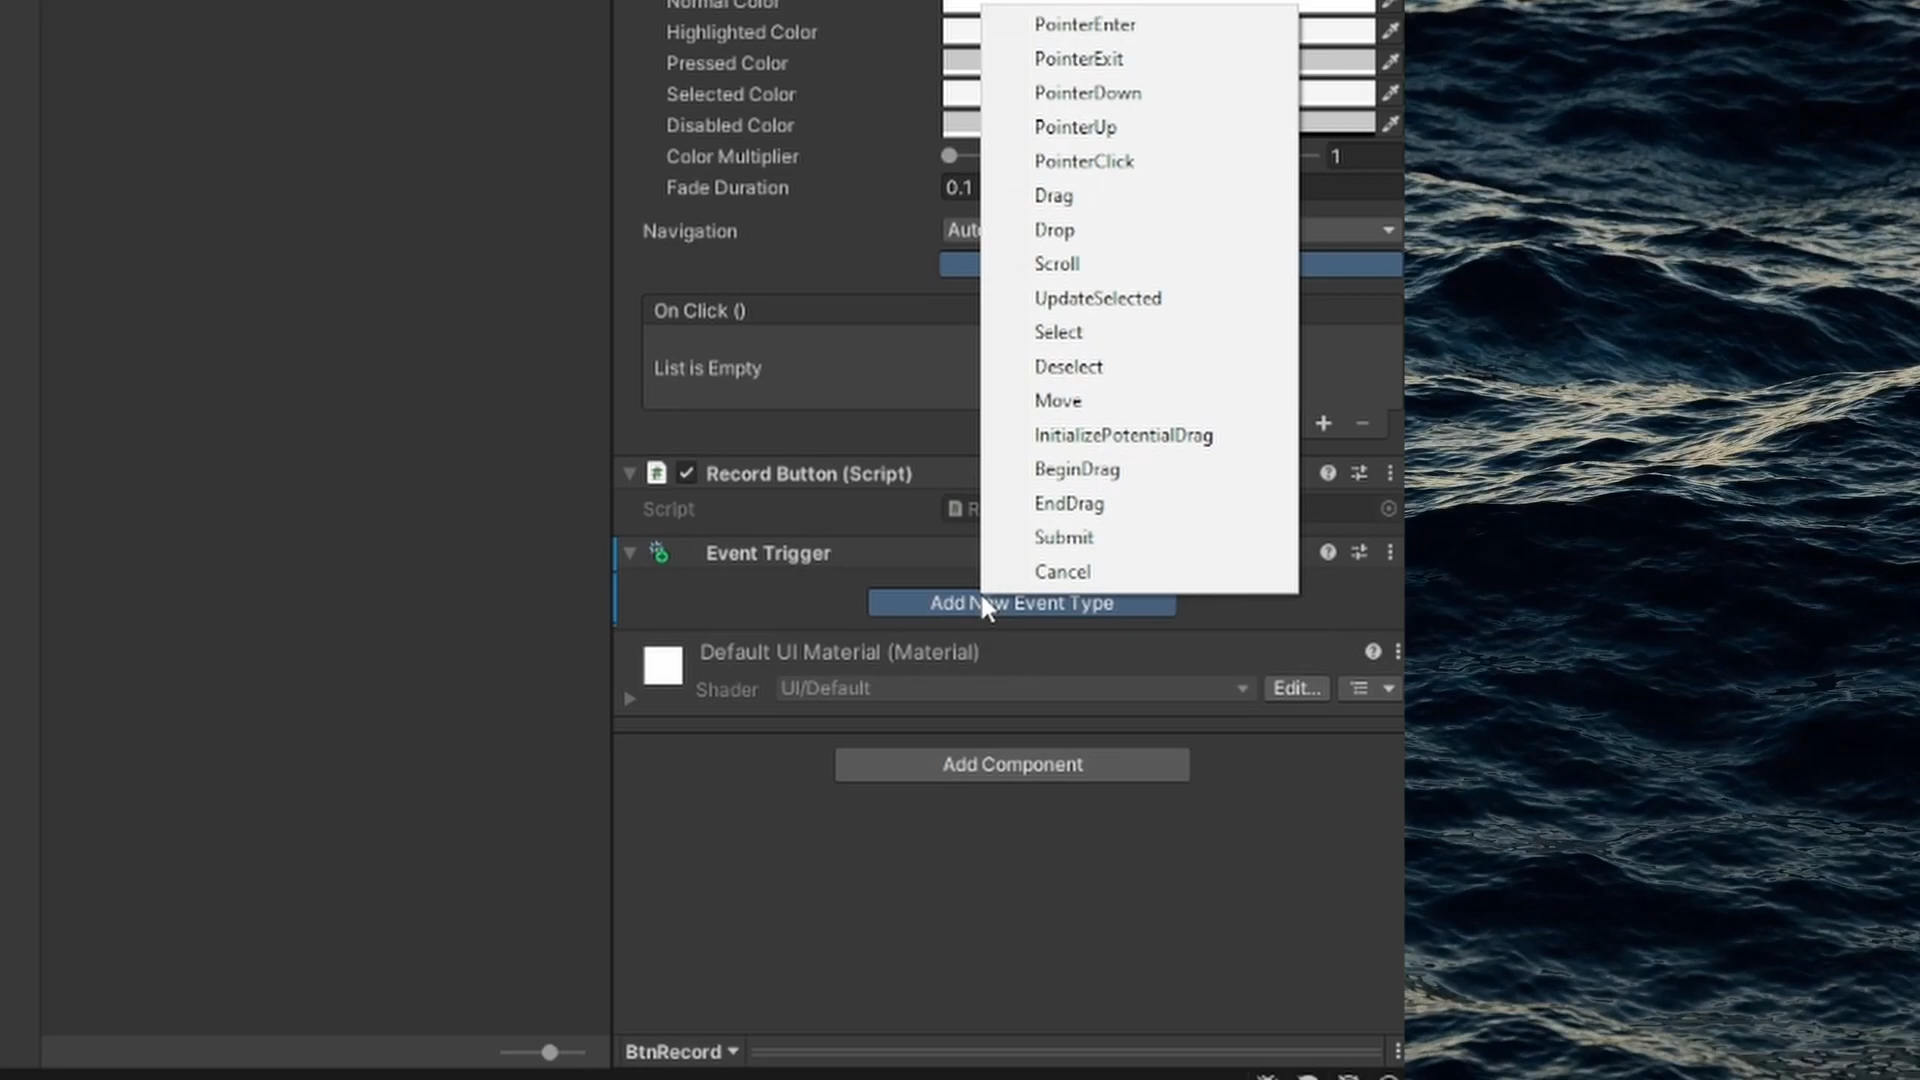 Normal Color
Highlighted Color
Pressed Color
Selected Color
Disabled Color
Color Multiplier
1
Fade Duration
0.1
Navigation
On Click ()
List is Empty
Record Button (Script)
Script
Event Trigger
Add New Event Type
Default UI Material (Material)
Shader
UI/Default
Edit...
Add Component
BtnRecord
PointerEnter
PointerExit
PointerDown
PointerUp
PointerClick
Drag
Drop
Scroll
UpdateSelected
Select
Deselect
Move
InitializePotentialDrag
BeginDrag
EndDrag
Submit
Cancel